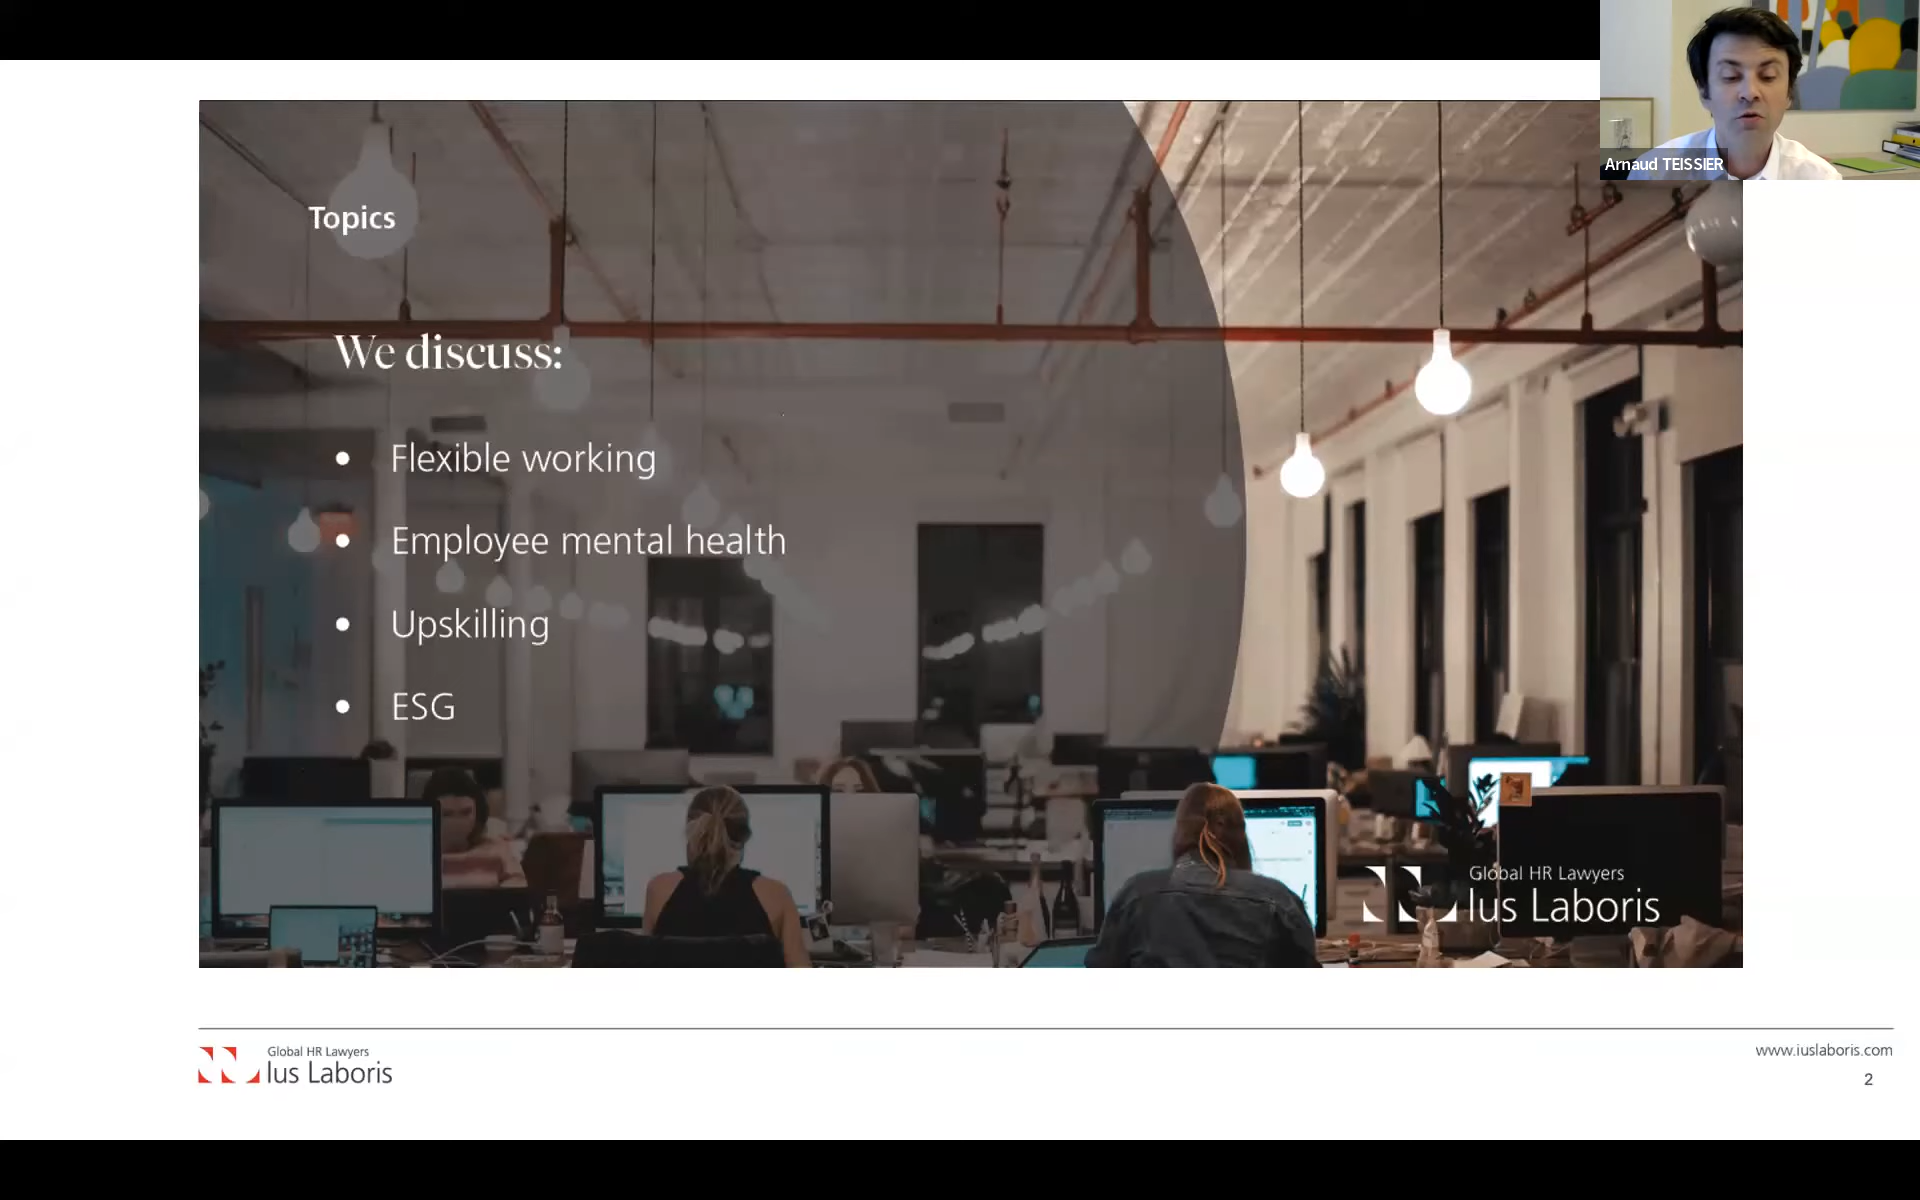 Arnaud TEISSIER
Topics
We discuss:
• Flexible working
• Employee mental health
• Upskilling
• ESG
Global HR Lawyers
Ius Laboris
Global HR Lawyers
Ius Laboris
www.iuslaboris.com
2